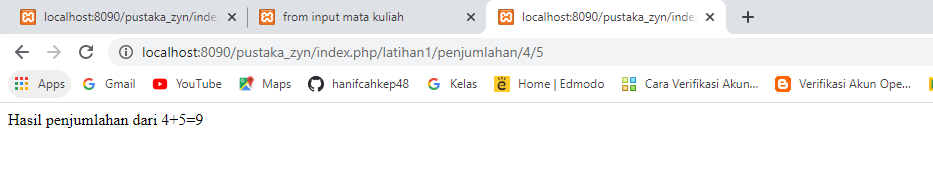 localhost:8090/pustaka_zyn/inde
from input mata kuliah
localhost:8090/pustaka_zyn/inde
localhost:8090/pustaka_zyn/index.php/latihan1/penjumlahan/4/5
Apps Gmail YouTube Maps hanifcahkep48 Kelas Home | Edmodo Cara Verifikasi Akun... Verifikasi Akun Ope...
Hasil penjumlahan dari 4+5=9